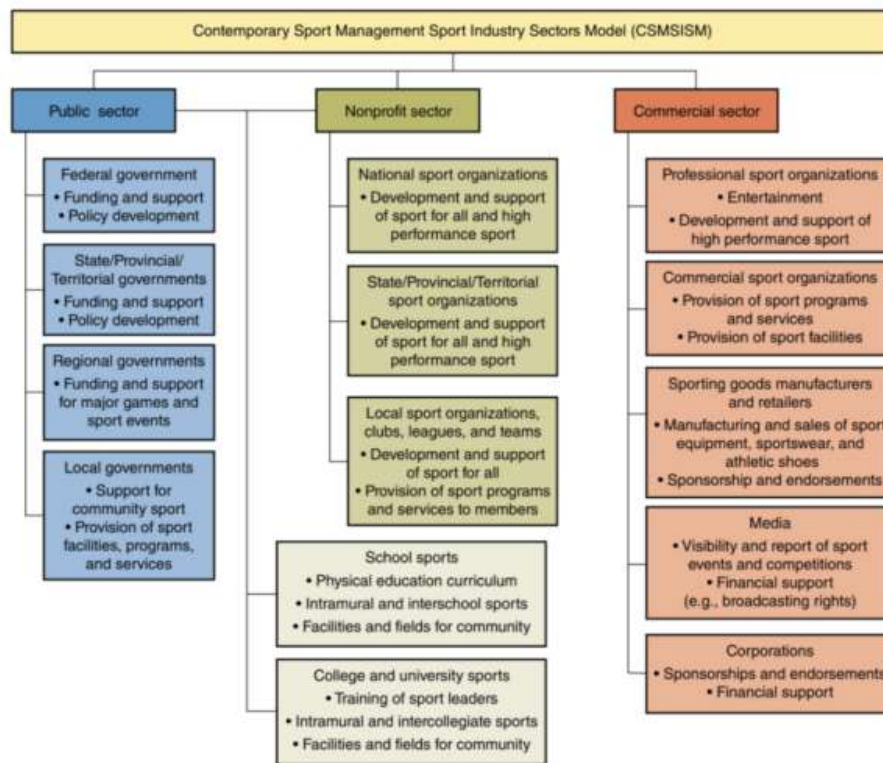 Contemporary Sport Management Sport Industry Sectors Model (CSMSISM)
Public sector
Nonprofit sector
Commercial sector
Federal government
• Funding and support
• Policy development
State/Provincial/
Territorial governments
• Funding and support
• Policy development
Regional governments
• Funding and support
for major games and
sport events
Local governments
• Support for
community sport
• Provision of sport
facilities, programs,
and services
National sport organizations
• Development and support
of sport for all and high
performance sport
State/Provincial/Territorial
sport organizations
• Development and support
of sport for all and high
performance sport
Local sport organizations,
clubs, leagues, and teams
• Development and support
of sport for all
• Provision of sport programs
and services to members
School sports
• Physical education curriculum
• Intramural and interschool sports
• Facilities and fields for community
College and university sports
• Training of sport leaders
• Intramural and intercollegiate sports
• Facilities and fields for community
Professional sport organizations
• Entertainment
• Development and support of
high performance sport
Commercial sport organizations
• Provision of sport programs
and services
• Provision of sport facilities
Sporting goods manufacturers
and retailers
• Manufacturing and sales of sport
equipment, sportswear, and
athletic shoes
• Sponsorship and endorsements
Media
• Visibility and report of sport
events and competitions
• Financial support
(e.g., broadcasting rights)
Corporations
• Sponsorships and endorsements
• Financial support